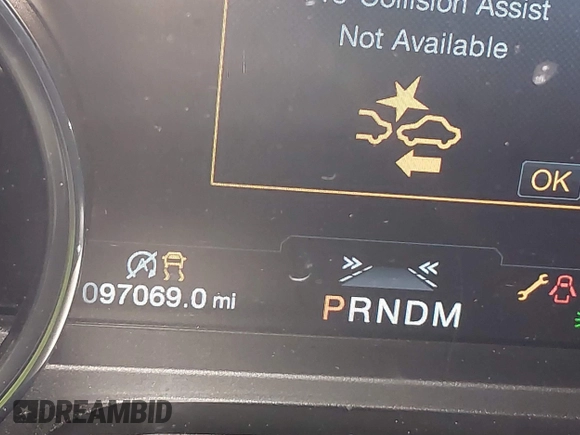 Collision Assist
Not Available
OK
097069.0 mi
PRNDM
DREAMBID